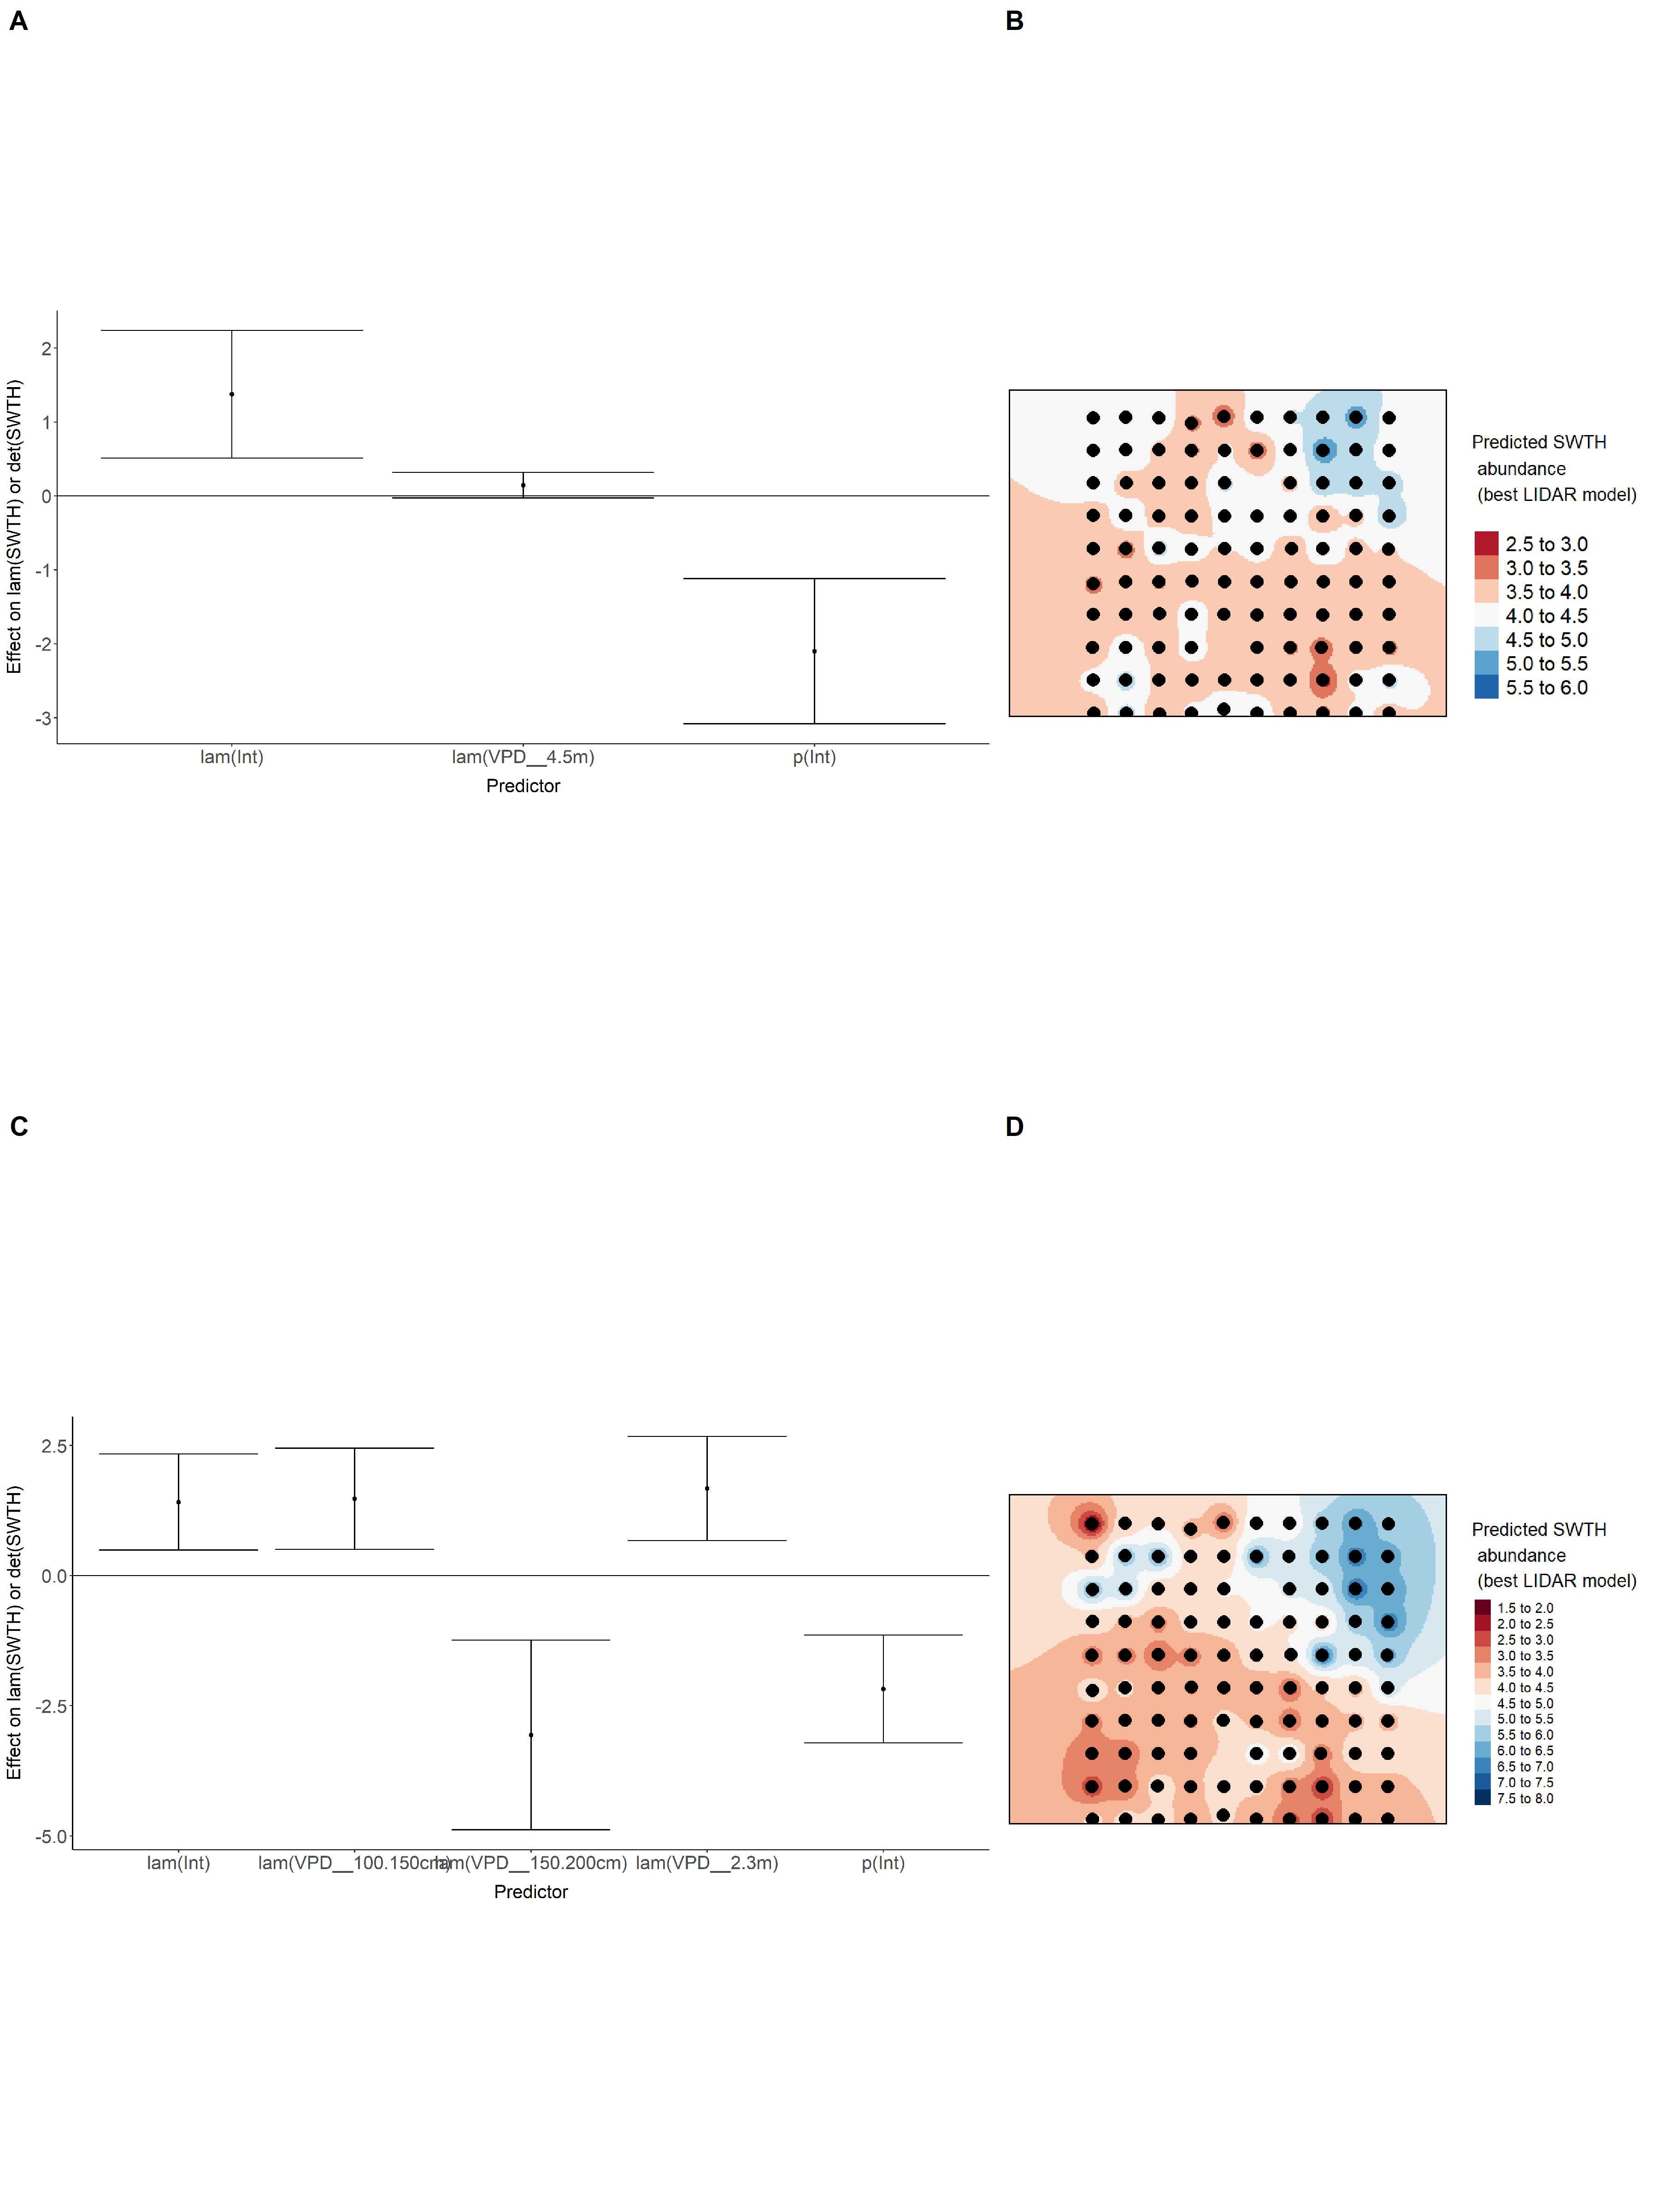 A
B
Effect on lam(SWTH) or det(SWTH)
2
1
0
-1
-2
-3
lam(Int)
lam(VPD__4.5m)
p(Int)
Predictor
Predicted SWTH
abundance
(best LIDAR model)
2.5 to 3.0
3.0 to 3.5
3.5 to 4.0
4.0 to 4.5
4.5 to 5.0
5.0 to 5.5
5.5 to 6.0
C
D
Effect on lam(SWTH) or det(SWTH)
2.5
0.0
-2.5
-5.0
lam(Int)
lam(VPD__100.150cm)
lam(VPD__150.200cm)
lam(VPD__2.3m)
p(Int)
Predictor
Predicted SWTH
abundance
(best LIDAR model)
1.5 to 2.0
2.0 to 2.5
2.5 to 3.0
3.0 to 3.5
3.5 to 4.0
4.0 to 4.5
4.5 to 5.0
5.0 to 5.5
5.5 to 6.0
6.0 to 6.5
6.5 to 7.0
7.0 to 7.5
7.5 to 8.0